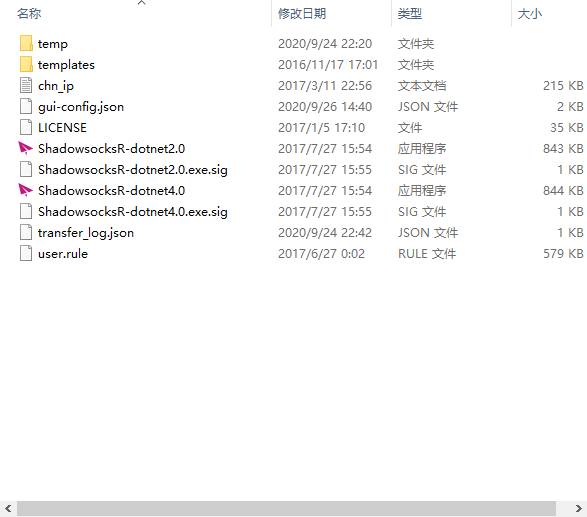 名称 修改日期 类型 大小
temp 2020/9/24 22:20 文件夹
templates 2016/11/17 17:01 文件夹
chn_ip 2017/3/11 22:56 文本文档 215 KB
gui-config.json 2020/9/26 14:40 JSON 文件 2 KB
LICENSE 2017/1/5 17:10 文件 35 KB
ShadowsocksR-dotnet2.0 2017/7/27 15:54 应用程序 843 KB
ShadowsocksR-dotnet2.0.exe.sig 2017/7/27 15:55 SIG 文件 1 KB
ShadowsocksR-dotnet4.0 2017/7/27 15:54 应用程序 844 KB
ShadowsocksR-dotnet4.0.exe.sig 2017/7/27 15:55 SIG 文件 1 KB
transfer_log.json 2020/9/24 22:42 JSON 文件 1 KB
user.rule 2017/6/27 0:02 RULE 文件 579 KB